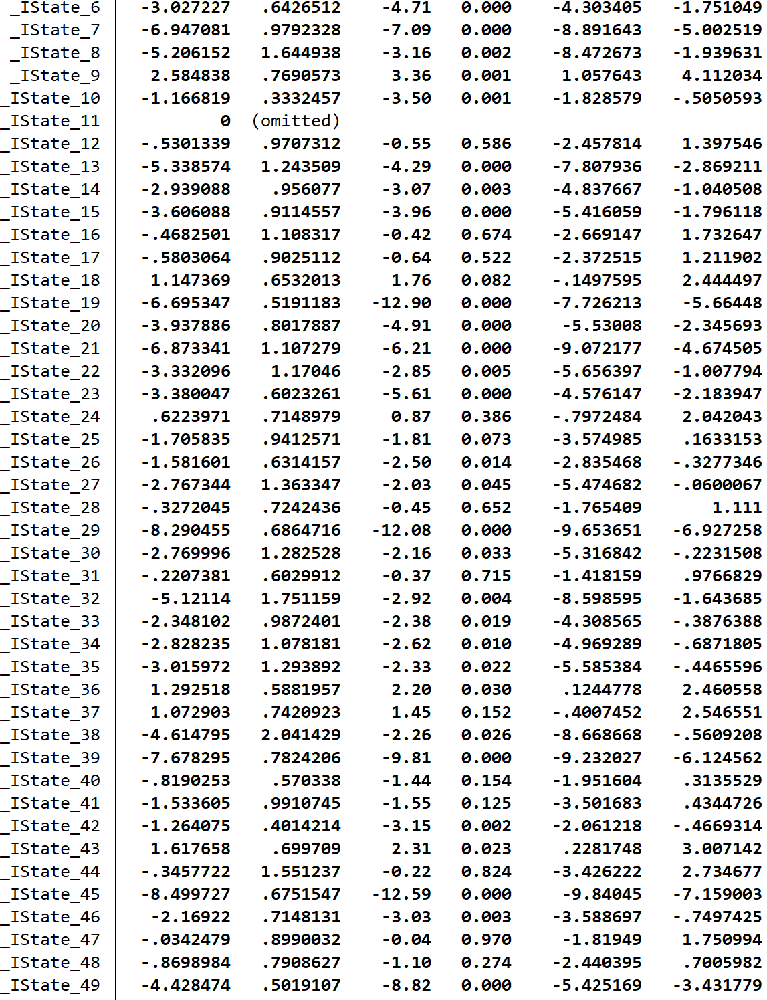 _IState_6 -3.027227 .6426512 -4.71 0.000 -4.303405 -1.751049
_IState_7 -6.947081 .9792328 -7.09 0.000 -8.891643 -5.002519
_IState_8 -5.206152 1.644938 -3.16 0.002 -8.472673 -1.939631
_IState_9 2.584838 .7690573 3.36 0.001 1.057643 4.112034
_IState_10 -1.166819 .3332457 -3.50 0.001 -1.828579 -.5050593
_IState_11 0 (omitted)
_IState_12 -.5301339 .9707312 -0.55 0.586 -2.457814 1.397546
_IState_13 -5.338574 1.243509 -4.29 0.000 -7.807936 -2.869211
_IState_14 -2.939088 .956077 -3.07 0.003 -4.837667 -1.040508
_IState_15 -3.606088 .9114557 -3.96 0.000 -5.416059 -1.796118
_IState_16 -.4682501 1.108317 -0.42 0.674 -2.669147 1.732647
_IState_17 -.5803064 .9025112 -0.64 0.522 -2.372515 1.211902
_IState_18 1.147369 .6532013 1.76 0.082 -.1497595 2.444497
_IState_19 -6.695347 .5191183 -12.90 0.000 -7.726213 -5.66448
_IState_20 -3.937886 .8017887 -4.91 0.000 -5.53008 -2.345693
_IState_21 -6.873341 1.107279 -6.21 0.000 -9.072177 -4.674505
_IState_22 -3.332096 1.17046 -2.85 0.005 -5.656397 -1.007794
_IState_23 -3.380047 .6023261 -5.61 0.000 -4.576147 -2.183947
_IState_24 .6223971 .7148979 0.87 0.386 -.7972484 2.042043
_IState_25 -1.705835 .9412571 -1.81 0.073 -3.574985 .1633153
_IState_26 -1.581601 .6314157 -2.50 0.014 -2.835468 -.3277346
_IState_27 -2.767344 1.363347 -2.03 0.045 -5.474682 -.0600067
_IState_28 -.3272045 .7242436 -0.45 0.652 -1.765409 1.111
_IState_29 -8.290455 .6864716 -12.08 0.000 -9.653651 -6.927258
_IState_30 -2.769996 1.282528 -2.16 0.033 -5.316842 -.2231508
_IState_31 -.2207381 .6029912 -0.37 0.715 -1.418159 .9766829
_IState_32 -5.12114 1.751159 -2.92 0.004 -8.598595 -1.643685
_IState_33 -2.348102 .9872401 -2.38 0.019 -4.308565 -.3876388
_IState_34 -2.828235 1.078181 -2.62 0.010 -4.969289 -.6871805
_IState_35 -3.015972 1.293892 -2.33 0.022 -5.585384 -.4465596
_IState_36 1.292518 .5881957 2.20 0.030 .1244778 2.460558
_IState_37 1.072903 .7420923 1.45 0.152 -.4007452 2.546551
_IState_38 -4.614795 2.041429 -2.26 0.026 -8.668668 -.5609208
_IState_39 -7.678295 .7824206 -9.81 0.000 -9.232027 -6.124562
_IState_40 -.8190253 .570338 -1.44 0.154 -1.951604 .3135529
_IState_41 -1.533605 .9910745 -1.55 0.125 -3.501683 .4344726
_IState_42 -1.264075 .4014214 -3.15 0.002 -2.061218 -.4669314
_IState_43 1.617658 .699709 2.31 0.023 .2281748 3.007142
_IState_44 -.3457722 1.551237 -0.22 0.824 -3.426222 2.734677
_IState_45 -8.499727 .6751547 -12.59 0.000 -9.84045 -7.159003
_IState_46 -2.16922 .7148131 -3.03 0.003 -3.588697 -.7497425
_IState_47 -.0342479 .8990032 -0.04 0.970 -1.81949 1.750994
_IState_48 -.8698984 .7908627 -1.10 0.274 -2.440395 .7005982
_IState_49 -4.428474 .5019107 -8.82 0.000 -5.425169 -3.431779